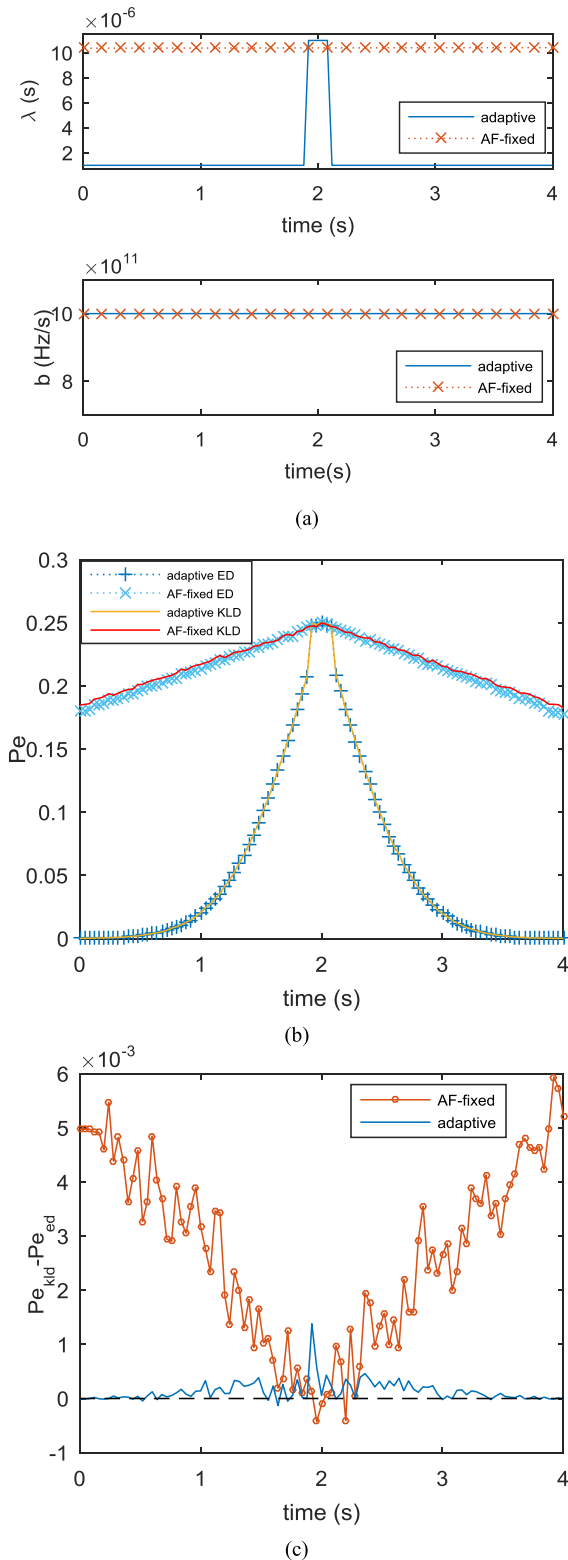 ×10⁻⁶
10
8
6
4
2
λ (s)
adaptive
AF-fixed
0 1 2 3 4
time (s)
×10¹¹
10
8
b (Hz/s)
adaptive
AF-fixed
0 1 2 3 4
time(s)
(a)
0.3
0.25
0.2
0.15
0.1
0.05
0
Pe
adaptive ED
AF-fixed ED
adaptive KLD
AF-fixed KLD
0 1 2 3 4
time (s)
(b)
×10⁻³
6
5
4
3
2
1
0
-1
Pe_kld-Pe_ed
AF-fixed
adaptive
0 1 2 3 4
time (s)
(c)